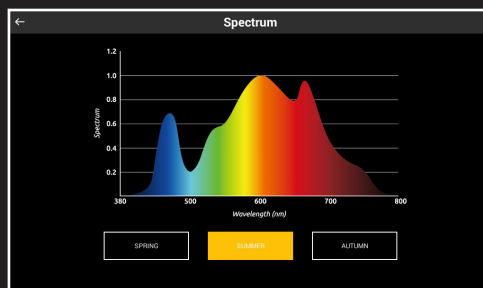 ← Spectrum
1.2
1.0
0.8
0.6
0.4
0.2
Spectrum
380 500 600 700 800
Wavelength (nm)
SPRING SUMMER AUTUMN